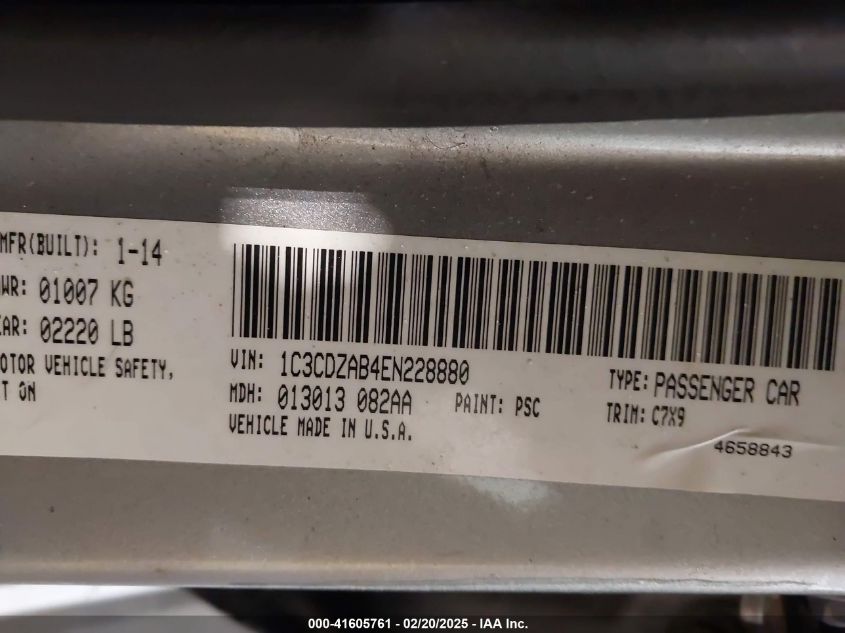 MFR(BUILT): 1-14
WR: 01007 KG
EAR: 02220 LB
OTOR VEHICLE SAFETY,
T ON
VIN: 1C3CDZAB4EN228880
MDH: 013013 082AA PAINT: PSC
VEHICLE MADE IN U.S.A.
TYPE: PASSENGER CAR
TRIM: C7X9
4658843
000-41605761 - 02/20/2025 - IAA Inc.